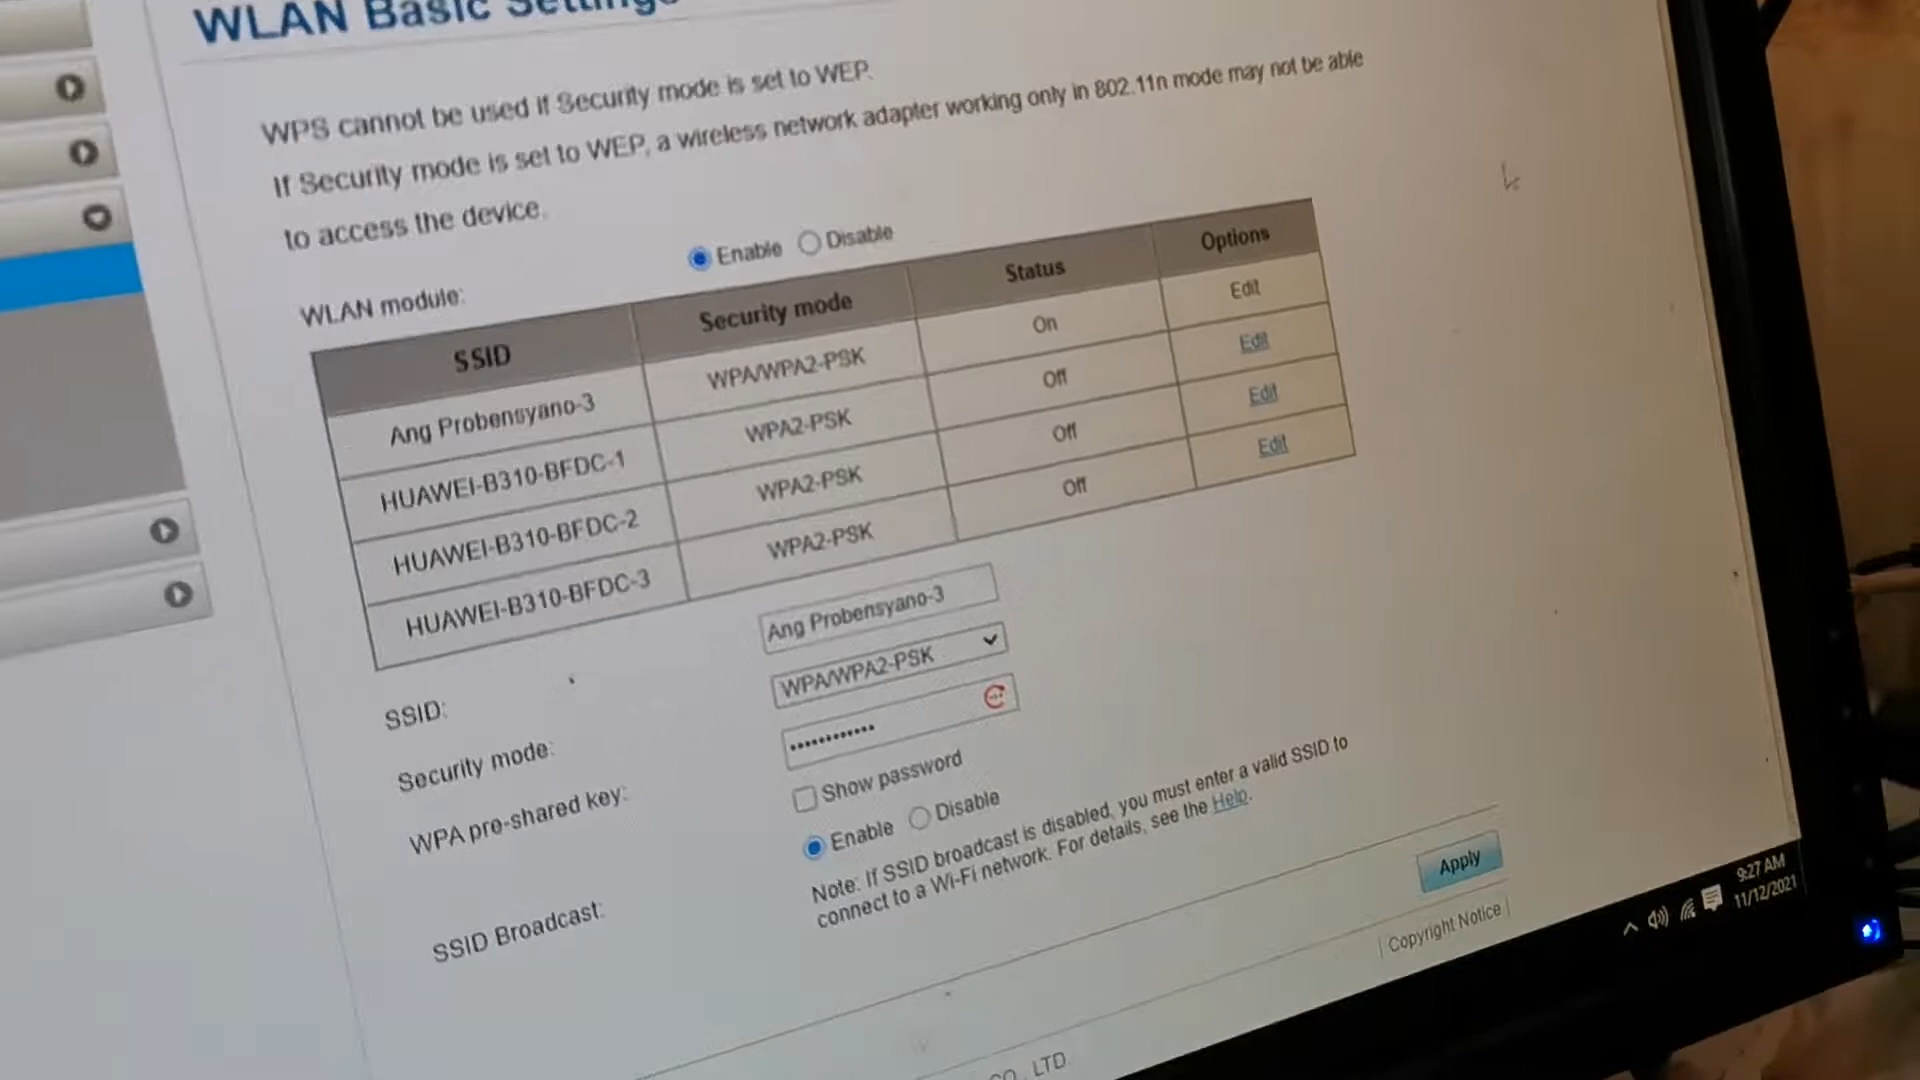 WLAN Basic Settings
WPS cannot be used if Security mode is set to WEP.
If Security mode is set to WEP, a wireless network adapter working only in 802.11n mode may not be able
to access the device.
WLAN module: Enable Disable
SSID Security mode Status Options
Ang Probensyano-3 WPA/WPA2-PSK On Edit
HUAWEI-B310-BFDC-1 WPA2-PSK Off Edit
HUAWEI-B310-BFDC-2 WPA2-PSK Off Edit
HUAWEI-B310-BFDC-3 WPA2-PSK Off Edit
SSID: Ang Probensyano-3
Security mode: WPA/WPA2-PSK
WPA pre-shared key: ••••••••••••
Show password
SSID Broadcast: Enable Disable
Note: If SSID broadcast is disabled, you must enter a valid SSID to
connect to a Wi-Fi network. For details, see the Help.
Apply
| Copyright Notice |
CO., LTD.
9:27 AM
11/12/2021